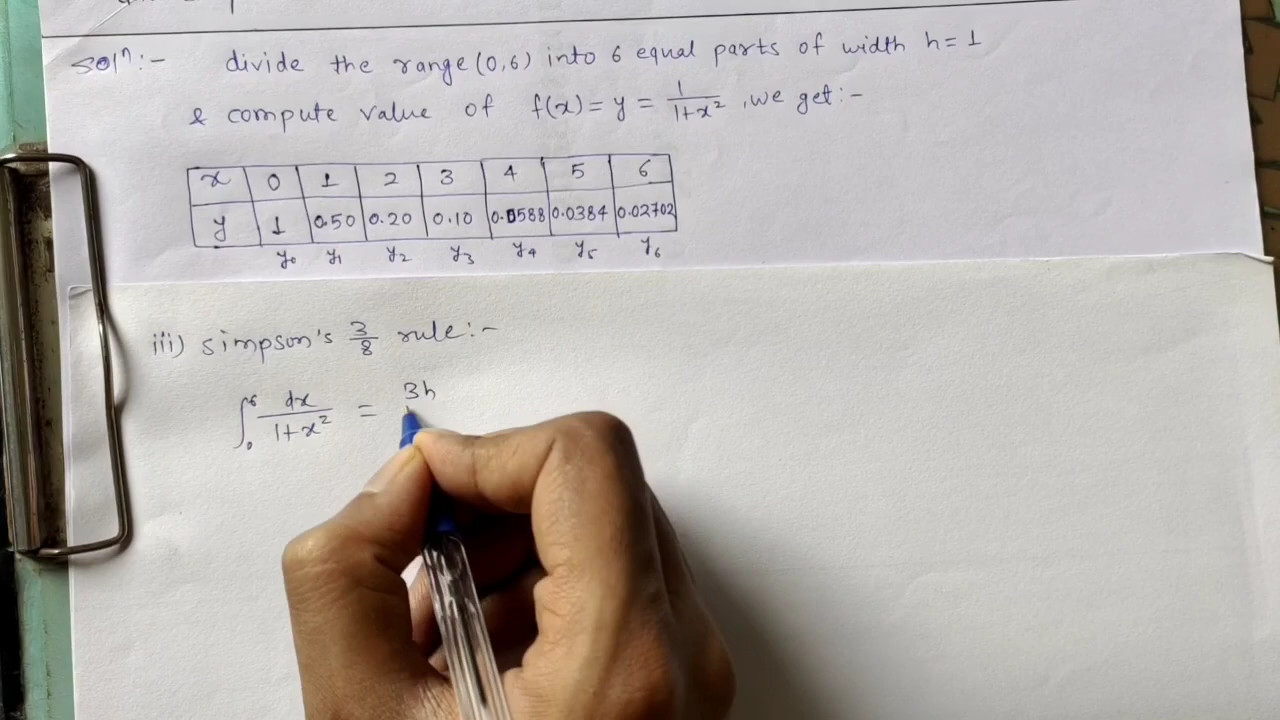 Solⁿ:- divide the range (0,6) into 6 equal parts of width h=1
& compute value of f(x)= y = 1/(1+x²) , we get:-
x 0 1 2 3 4 5 6
y 1 0.50 0.20 0.10 0.0588 0.0384 0.02702
y₀ y₁ y₂ y₃ y₄ y₅ y₆
iii) Simpson's 3/8 rule:-
∫₀⁶ dx/(1+x²) = 3h